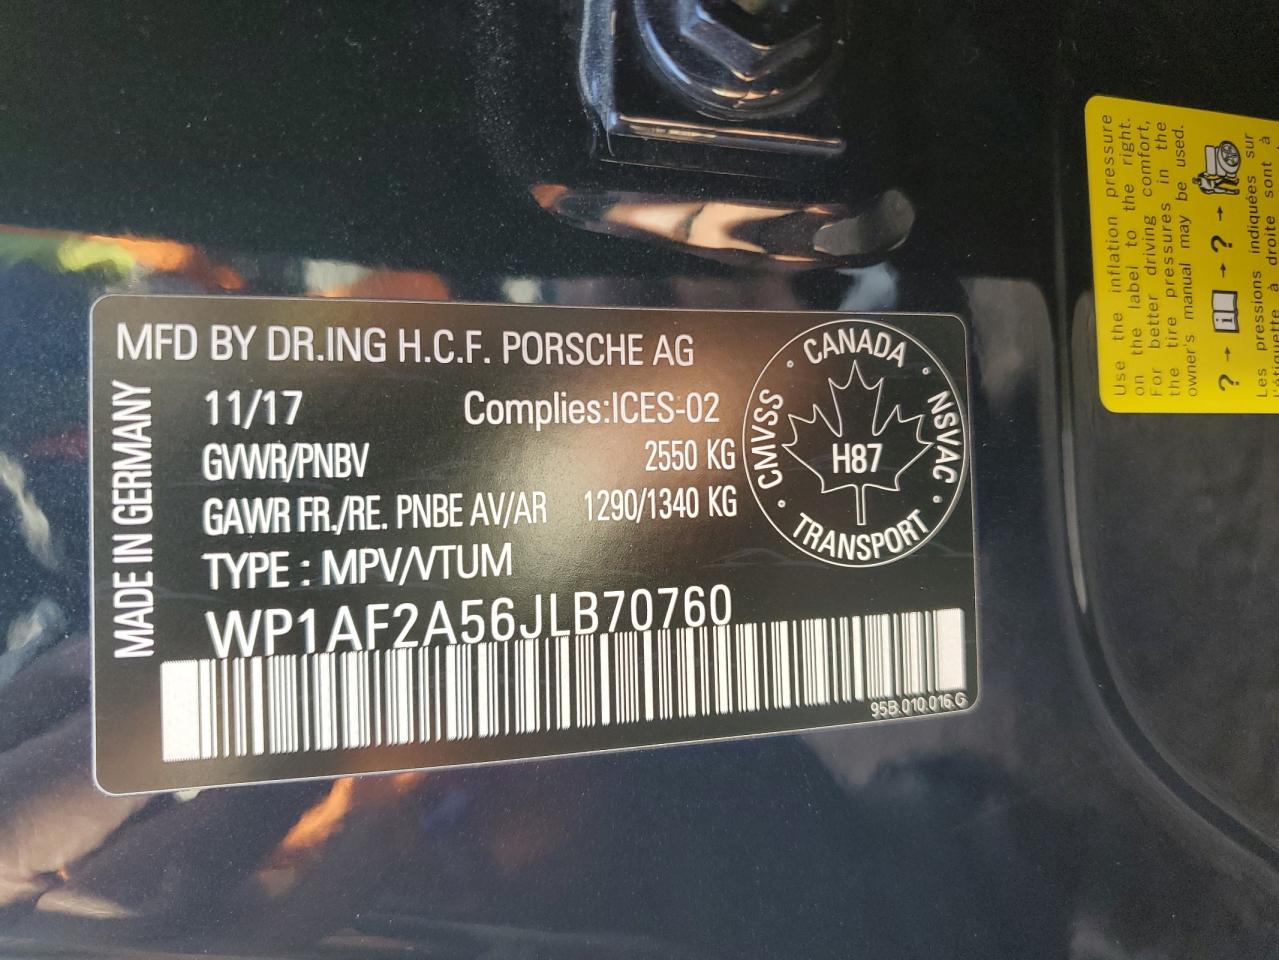 MFD BY DR.ING H.C.F. PORSCHE AG
MADE IN GERMANY
11/17 Complies:ICES-02
GVWR/PNBV 2550 KG
GAWR FR./RE. PNBE AV/AR 1290/1340 KG
TYPE : MPV/VTUM
WP1AF2A56JLB70760
95B.010.016.G
CANADA · NSVAC · TRANSPORT · CMVSS ·
H87
Use the inflation pressure
on the label to the right.
For better driving comfort,
the tire pressures in the
owner's manual may be used.
? → i → ? →
Les pressions indiquées sur
l'étiquette à droite sont à